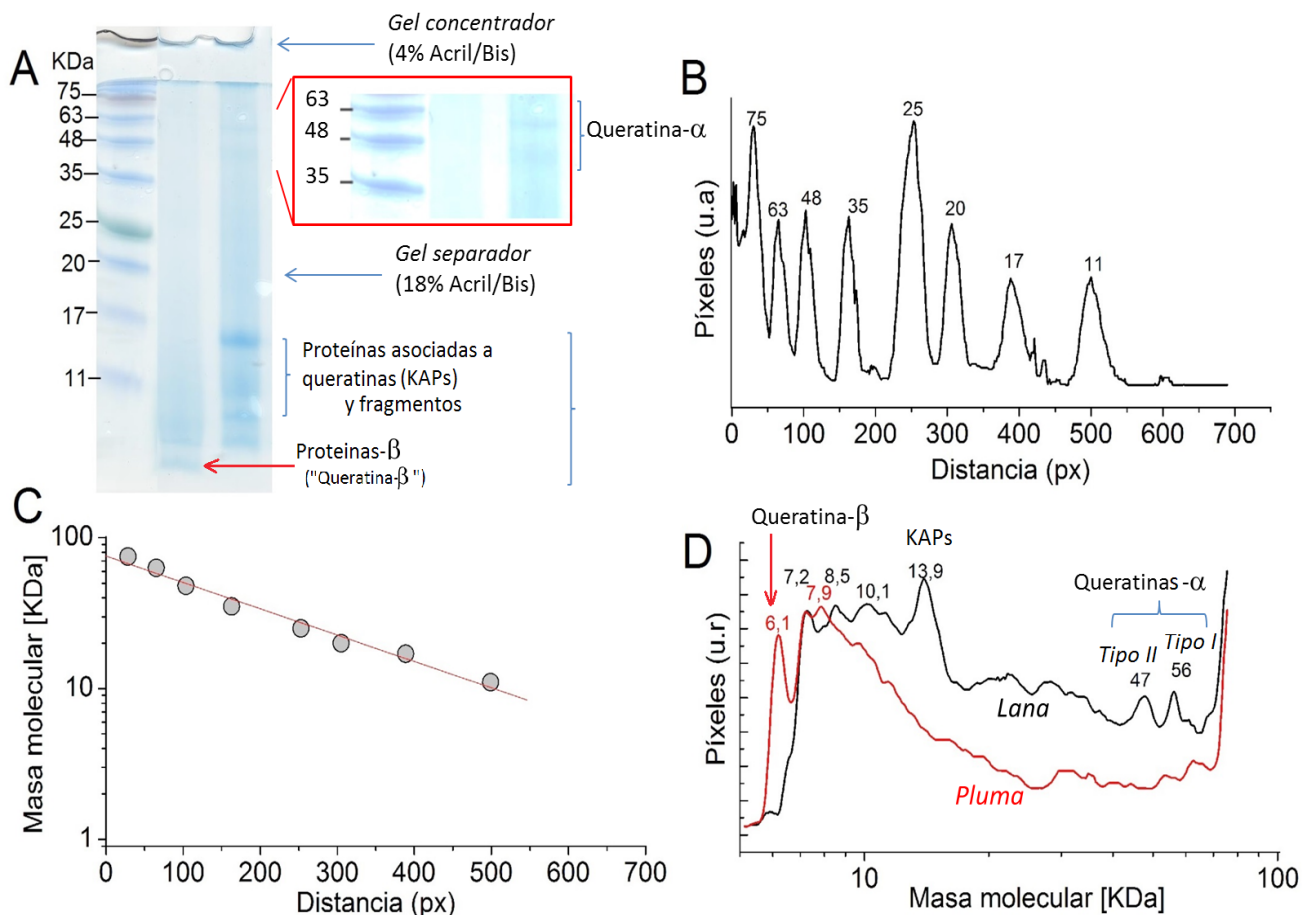 A
KDa
75
63
48
35
25
20
17
11
Gel concentrador
(4% Acril/Bis)
63
48
35
Queratina-α
Gel separador
(18% Acril/Bis)
Proteínas asociadas a
queratinas (KAPs)
y fragmentos
Proteinas-β
("Queratina-β")
B
Píxeles (u.a)
75
63
48
35
25
20
17
11
0 100 200 300 400 500 600 700
Distancia (px)
C
Masa molecular [KDa]
100
10
1
0 100 200 300 400 500 600 700
Distancia (px)
D
Píxeles (u.r)
Queratina-β
6,1
7,2
7,9
8,5
10,1
KAPs
13,9
Queratinas -α
Tipo II
47
Tipo I
56
Lana
Pluma
10 100
Masa molecular [KDa]